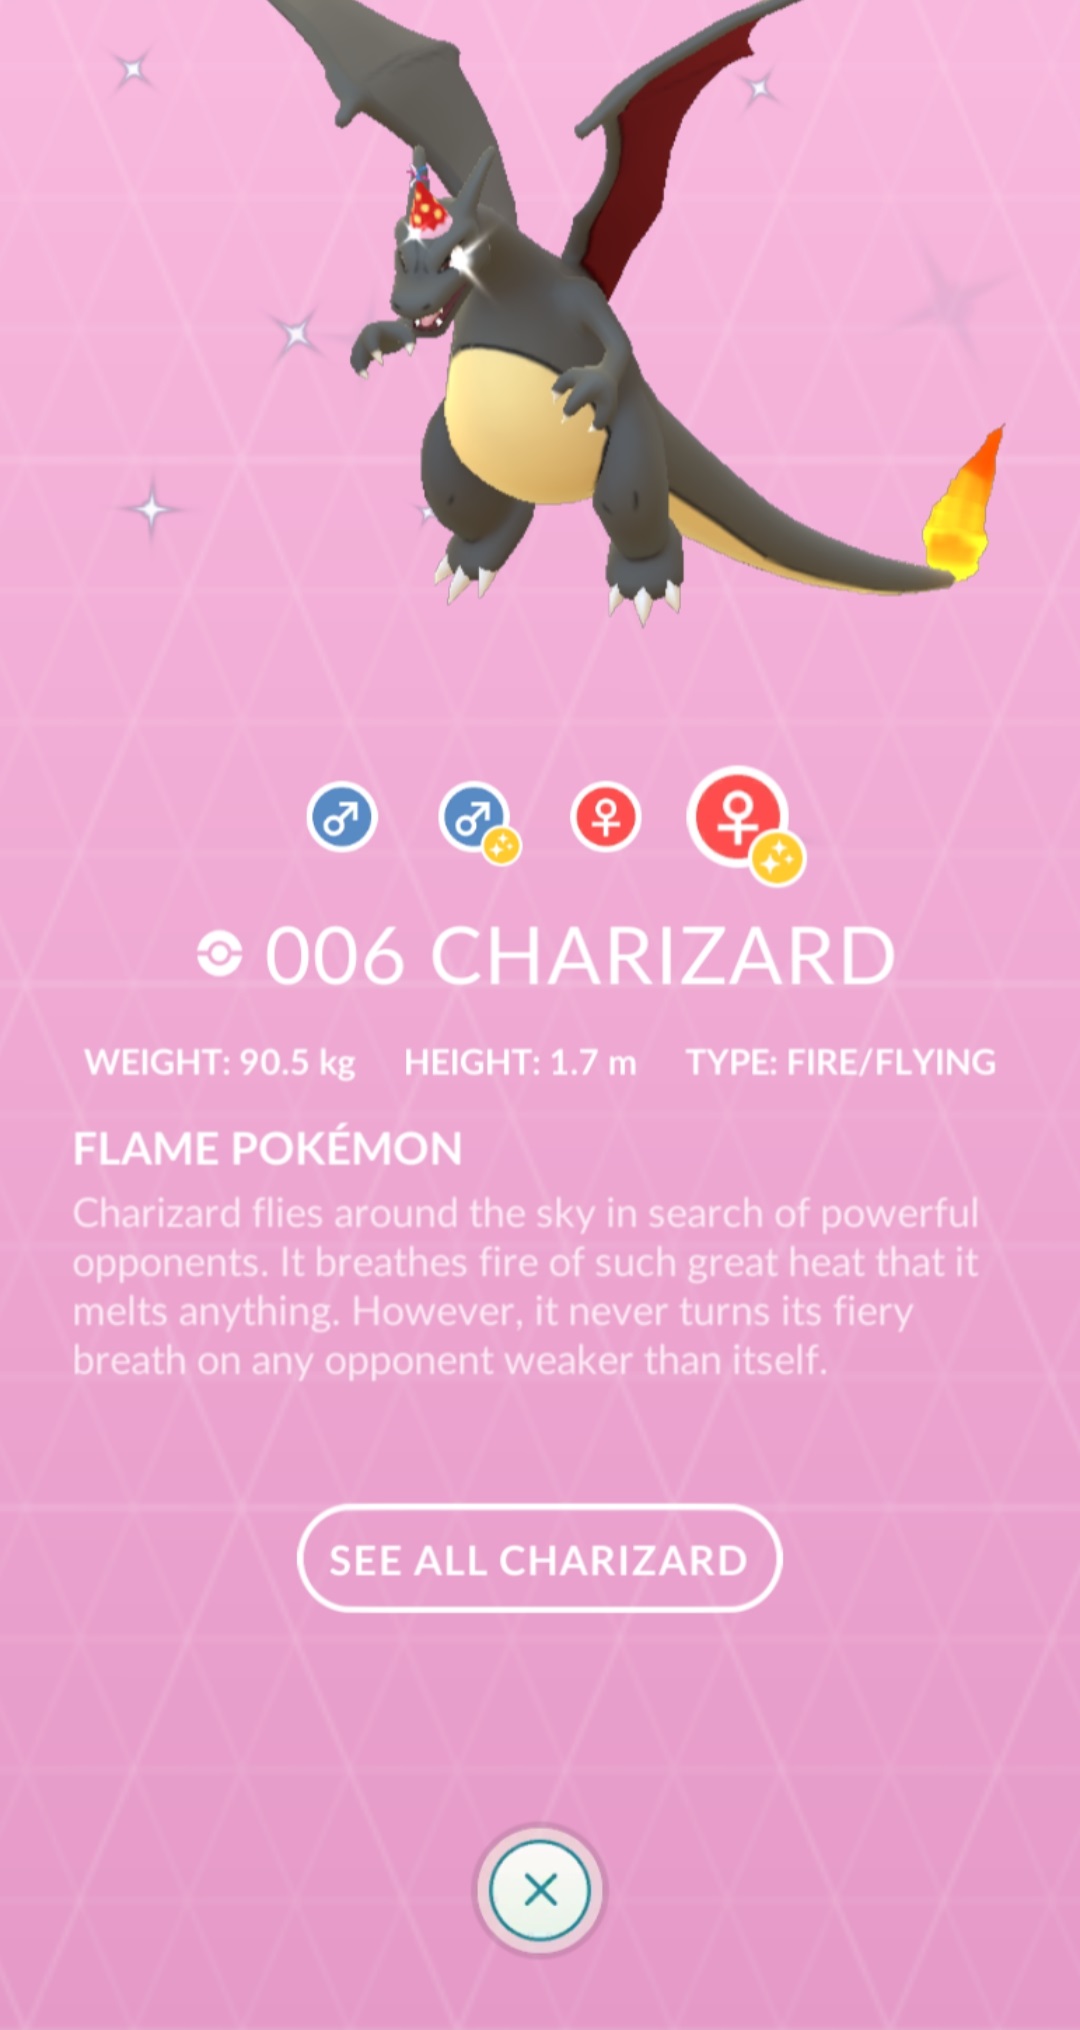 006 CHARIZARD
WEIGHT: 90.5 kg HEIGHT: 1.7 m TYPE: FIRE/FLYING
FLAME POKÉMON
Charizard flies around the sky in search of powerful
opponents. It breathes fire of such great heat that it
melts anything. However, it never turns its fiery
breath on any opponent weaker than itself.
SEE ALL CHARIZARD